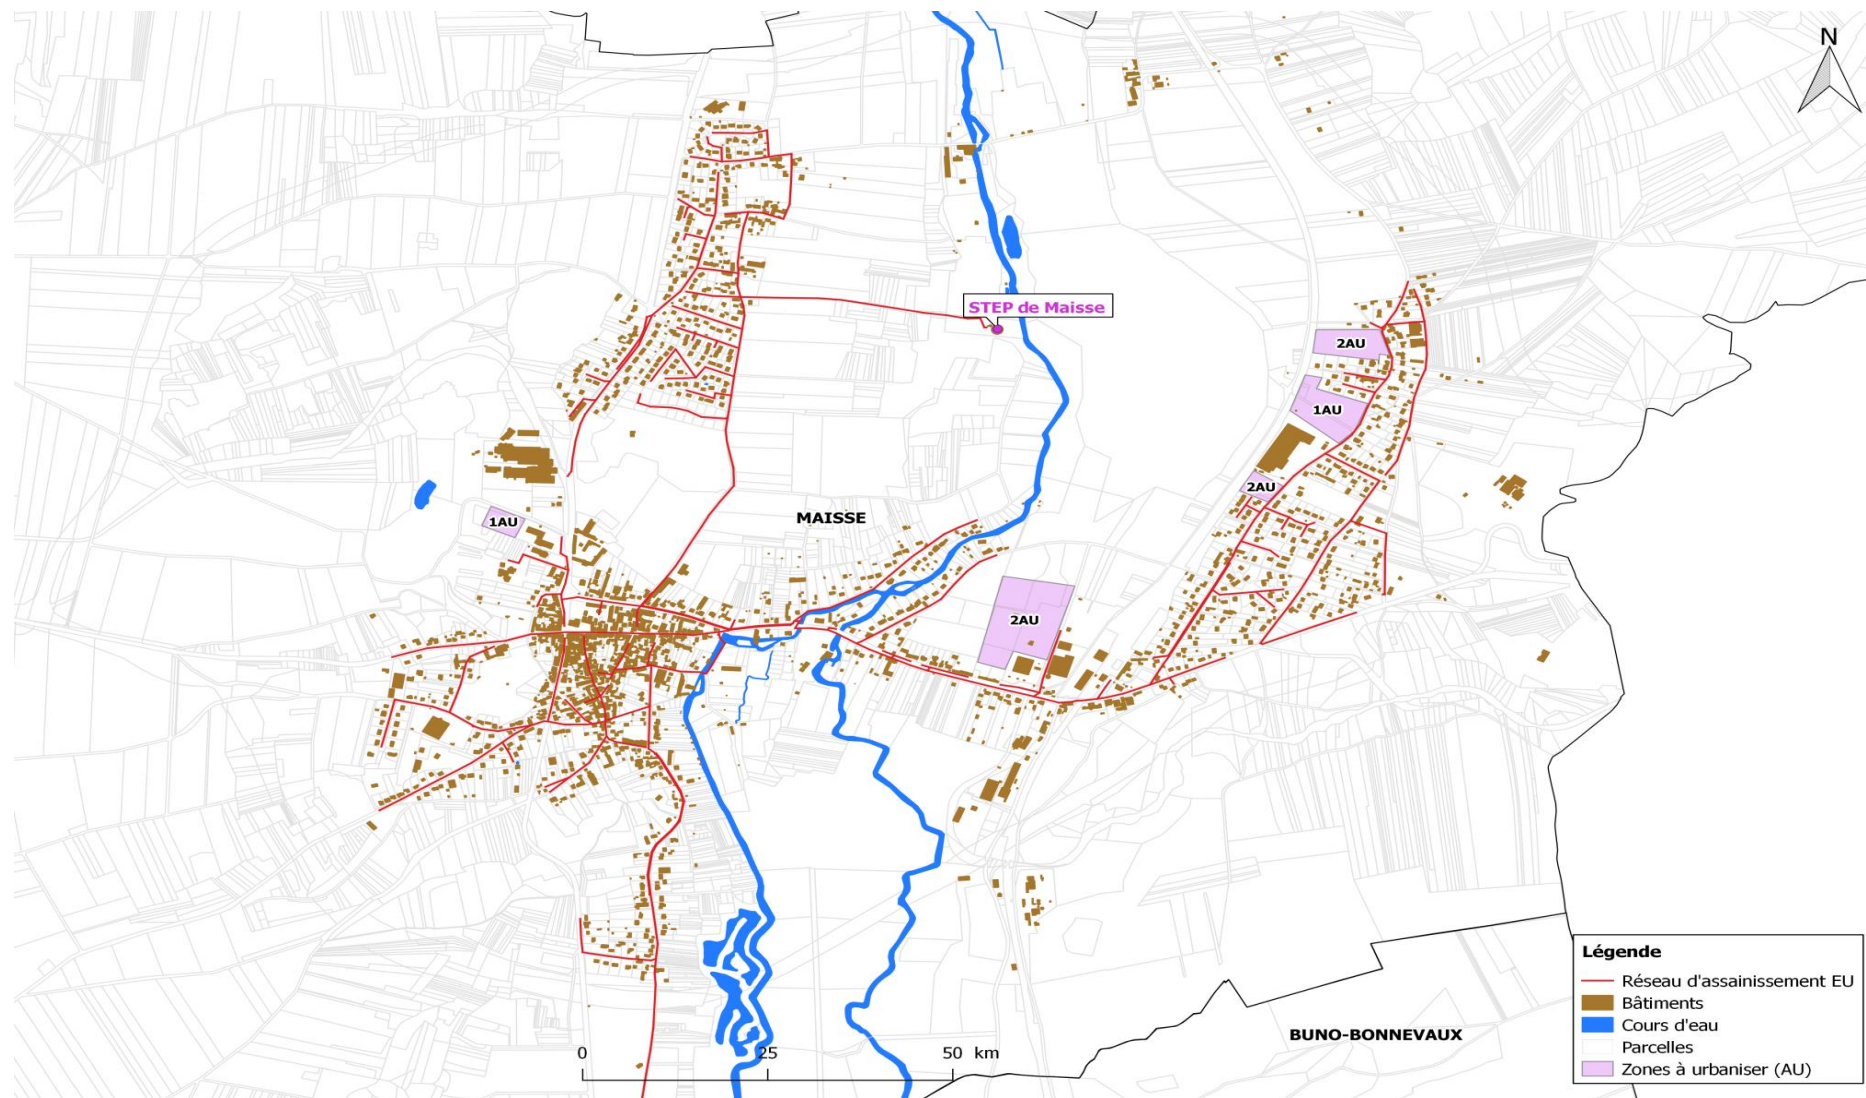 N
STEP de Maisse
2AU
1AU
2AU
1AU
MAISSE
2AU
BUNO-BONNEVAUX
0 25 50 km
Légende
Réseau d'assainissement EU
Bâtiments
Cours d'eau
Parcelles
Zones à urbaniser (AU)